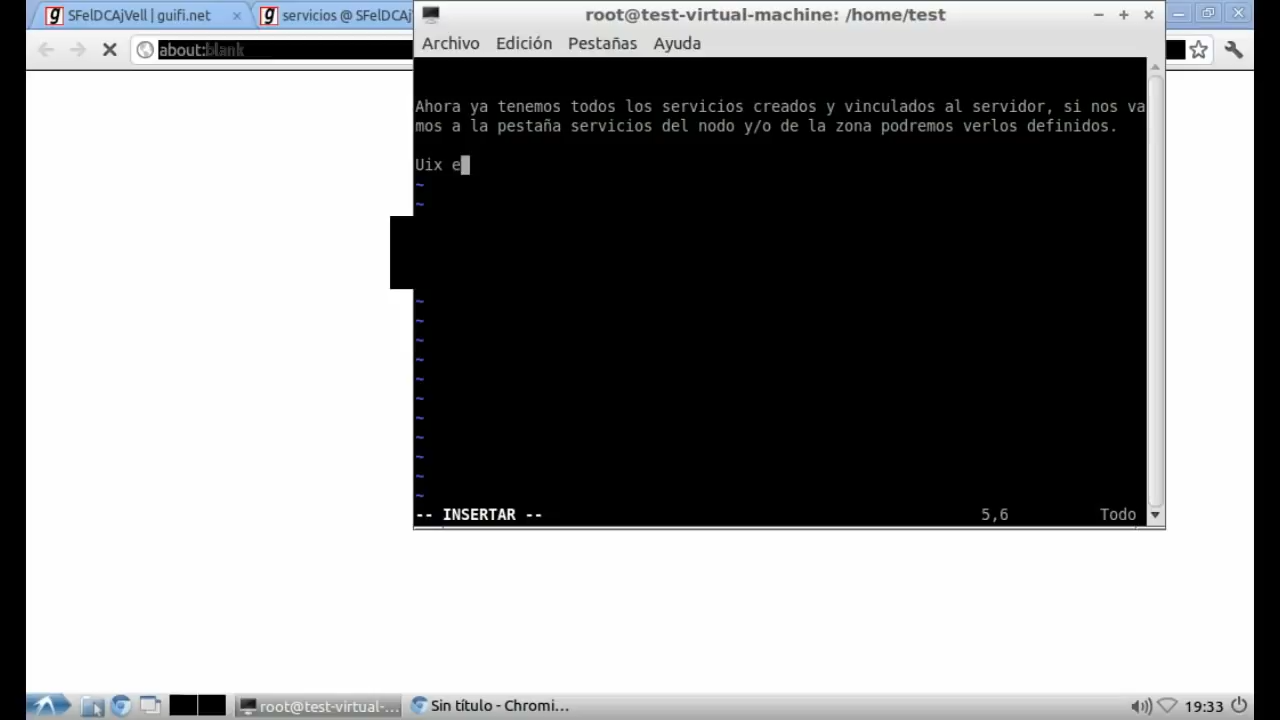 SFelDCAjVell | guifi.net
servicios @ SFelDCAj
root@test-virtual-machine: /home/test
about:blank
Archivo Edición Pestañas Ayuda
Ahora ya tenemos todos los servicios creados y vinculados al servidor, si nos va
mos a la pestaña servicios del nodo y/o de la zona podremos verlos definidos.
Uix e
~
~
~
~
~
~
~
~
~
~
~
~
~
-- INSERTAR -- 5,6 Todo
root@test-virtual-... Sin título - Chromi... 19:33